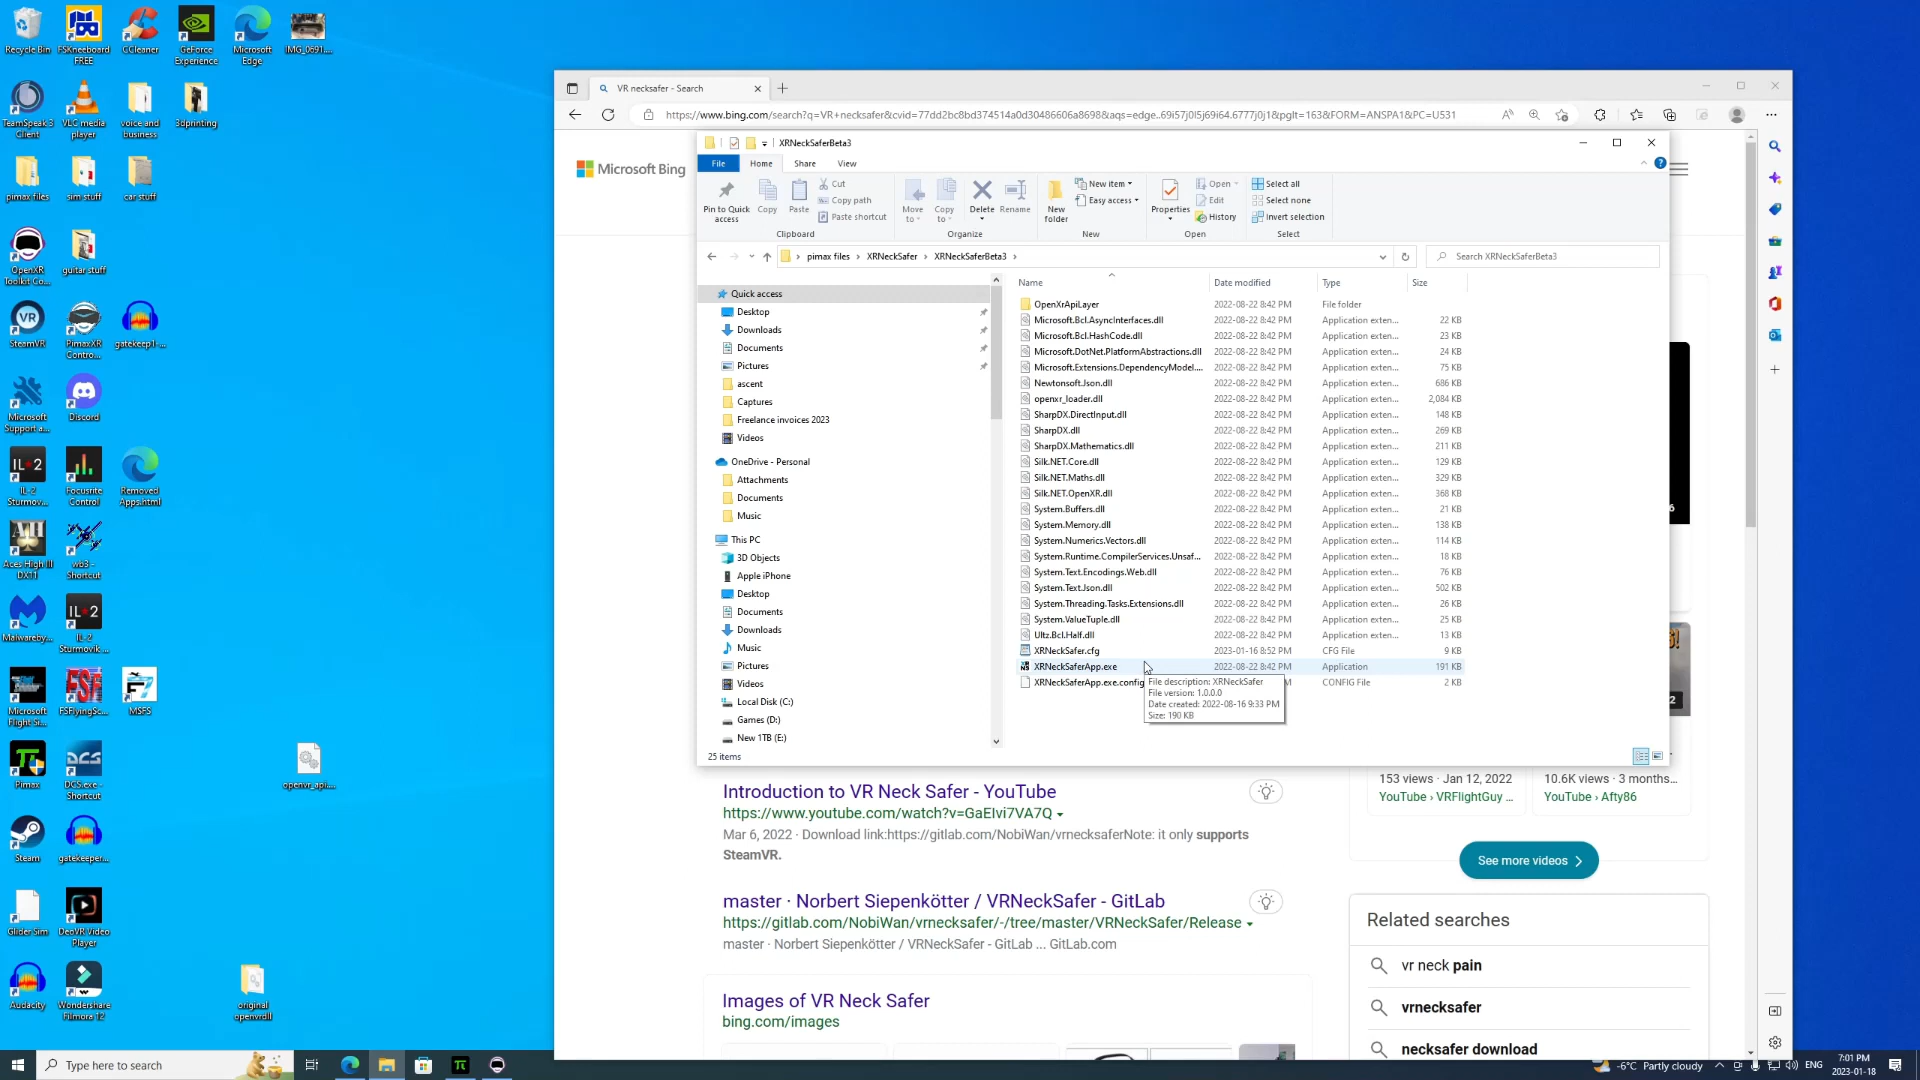 Recycle Bin
FSKneeboard FREE
CCleaner
GeForce Experience
Microsoft Edge
IMG_0691....
TeamSpeak 3 Client
VLC media player
voice and business
3dprinting
pimax files
sim stuff
car stuff
OpenXR Toolkit Co...
guitar stuff
SteamVR
PimaxXR Contro...
gatekeep1-...
Microsoft Support a...
Discord
IL-2 Sturmov...
Focusrite Control
Removed Apps.html
Aces High III DX11
wb3 - Shortcut
Malwareby...
IL-2 Sturmovik ...
Microsoft Flight Si...
FSFlyingSc...
MSFS
Pimax
DCS.exe - Shortcut
openvr_api....
Steam
gatekeeper...
Glider Sim
DeoVR Video Player
Audacity
Wondershare Filmora 12
original openvrdll
VR necksafer - Search
https://www.bing.com/search?q=VR+necksafer&cvid=77dd2bc8bd374514a0d30486606a8698&aqs=edge..69i57j0l5j69i64.6777j0j1&pglt=163&FORM=ANSPA1&PC=U531
Microsoft Bing
XRNeckSaferBeta3
File Home Share View
Pin to Quick access
Copy
Paste
Cut
Copy path
Paste shortcut
Move to
Copy to
Delete
Rename
New folder
New item
Easy access
Properties
Open
Edit
History
Select all
Select none
Invert selection
Clipboard Organize New Open Select
pimax files › XRNeckSafer › XRNeckSaferBeta3 ›
Search XRNeckSaferBeta3
Quick access
Desktop
Downloads
Documents
Pictures
ascent
Captures
Freelance invoices 2023
Videos
OneDrive - Personal
Attachments
Documents
Music
This PC
3D Objects
Apple iPhone
Desktop
Documents
Downloads
Music
Pictures
Videos
Local Disk (C:)
Games (D:)
New 1TB (E:)
Name Date modified Type Size
OpenXrApiLayer 2022-08-22 8:42 PM File folder
Microsoft.Bcl.AsyncInterfaces.dll 2022-08-22 8:42 PM Application exten... 22 KB
Microsoft.Bcl.HashCode.dll 2022-08-22 8:42 PM Application exten... 23 KB
Microsoft.DotNet.PlatformAbstractions.dll 2022-08-22 8:42 PM Application exten... 24 KB
Microsoft.Extensions.DependencyModel.... 2022-08-22 8:42 PM Application exten... 75 KB
Newtonsoft.Json.dll 2022-08-22 8:42 PM Application exten... 686 KB
openxr_loader.dll 2022-08-22 8:42 PM Application exten... 2,084 KB
SharpDX.DirectInput.dll 2022-08-22 8:42 PM Application exten... 148 KB
SharpDX.dll 2022-08-22 8:42 PM Application exten... 269 KB
SharpDX.Mathematics.dll 2022-08-22 8:42 PM Application exten... 211 KB
Silk.NET.Core.dll 2022-08-22 8:42 PM Application exten... 129 KB
Silk.NET.Maths.dll 2022-08-22 8:42 PM Application exten... 329 KB
Silk.NET.OpenXR.dll 2022-08-22 8:42 PM Application exten... 368 KB
System.Buffers.dll 2022-08-22 8:42 PM Application exten... 21 KB
System.Memory.dll 2022-08-22 8:42 PM Application exten... 138 KB
System.Numerics.Vectors.dll 2022-08-22 8:42 PM Application exten... 114 KB
System.Runtime.CompilerServices.Unsaf... 2022-08-22 8:42 PM Application exten... 18 KB
System.Text.Encodings.Web.dll 2022-08-22 8:42 PM Application exten... 76 KB
System.Text.Json.dll 2022-08-22 8:42 PM Application exten... 502 KB
System.Threading.Tasks.Extensions.dll 2022-08-22 8:42 PM Application exten... 26 KB
System.ValueTuple.dll 2022-08-22 8:42 PM Application exten... 25 KB
Ultz.Bcl.Half.dll 2022-08-22 8:42 PM Application exten... 13 KB
XRNeckSafer.cfg 2023-01-16 8:52 PM CFG File 9 KB
XRNeckSaferApp.exe 2022-08-22 8:42 PM Application 191 KB
XRNeckSaferApp.exe.config M CONFIG File 2 KB
File description: XRNeckSafer
File version: 1.0.0.0
Date created: 2022-08-16 9:33 PM
Size: 190 KB
25 items
Introduction to VR Neck Safer - YouTube
https://www.youtube.com/watch?v=GaEIvi7VA7Q
Mar 6, 2022 · Download link:https://gitlab.com/NobiWan/vrnecksaferNote: it only supports
SteamVR.
master · Norbert Siepenkötter / VRNeckSafer - GitLab
https://gitlab.com/NobiWan/vrnecksafer/-/tree/master/VRNeckSafer/Release
master · Norbert Siepenkötter / VRNeckSafer - GitLab ... GitLab.com
Images of VR Neck Safer
bing.com/images
153 views · Jan 12, 2022
YouTube › VRFlightGuy ...
10.6K views · 3 months...
YouTube › Afty86
See more videos
Related searches
vr neck pain
vrnecksafer
necksafer download
Type here to search
-6°C Partly cloudy
ENG
7:01 PM
2023-01-18